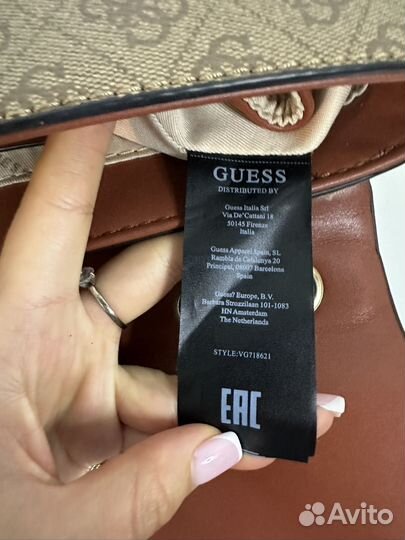 GUESS
DISTRIBUTED BY
Guess Italia Srl
Via De' Cattani 18
50145 Firenze
Italia
Guess Apparel Spain, SL
Rambla de Catalunya 20
Principal, 08007 Barcelons
Spain
Guess? Europe, B.V.
Barbara Strozzilaan 101-1083
HN Amsterdam
The Netherlands
STYLE:VG718621
EAC
Avito